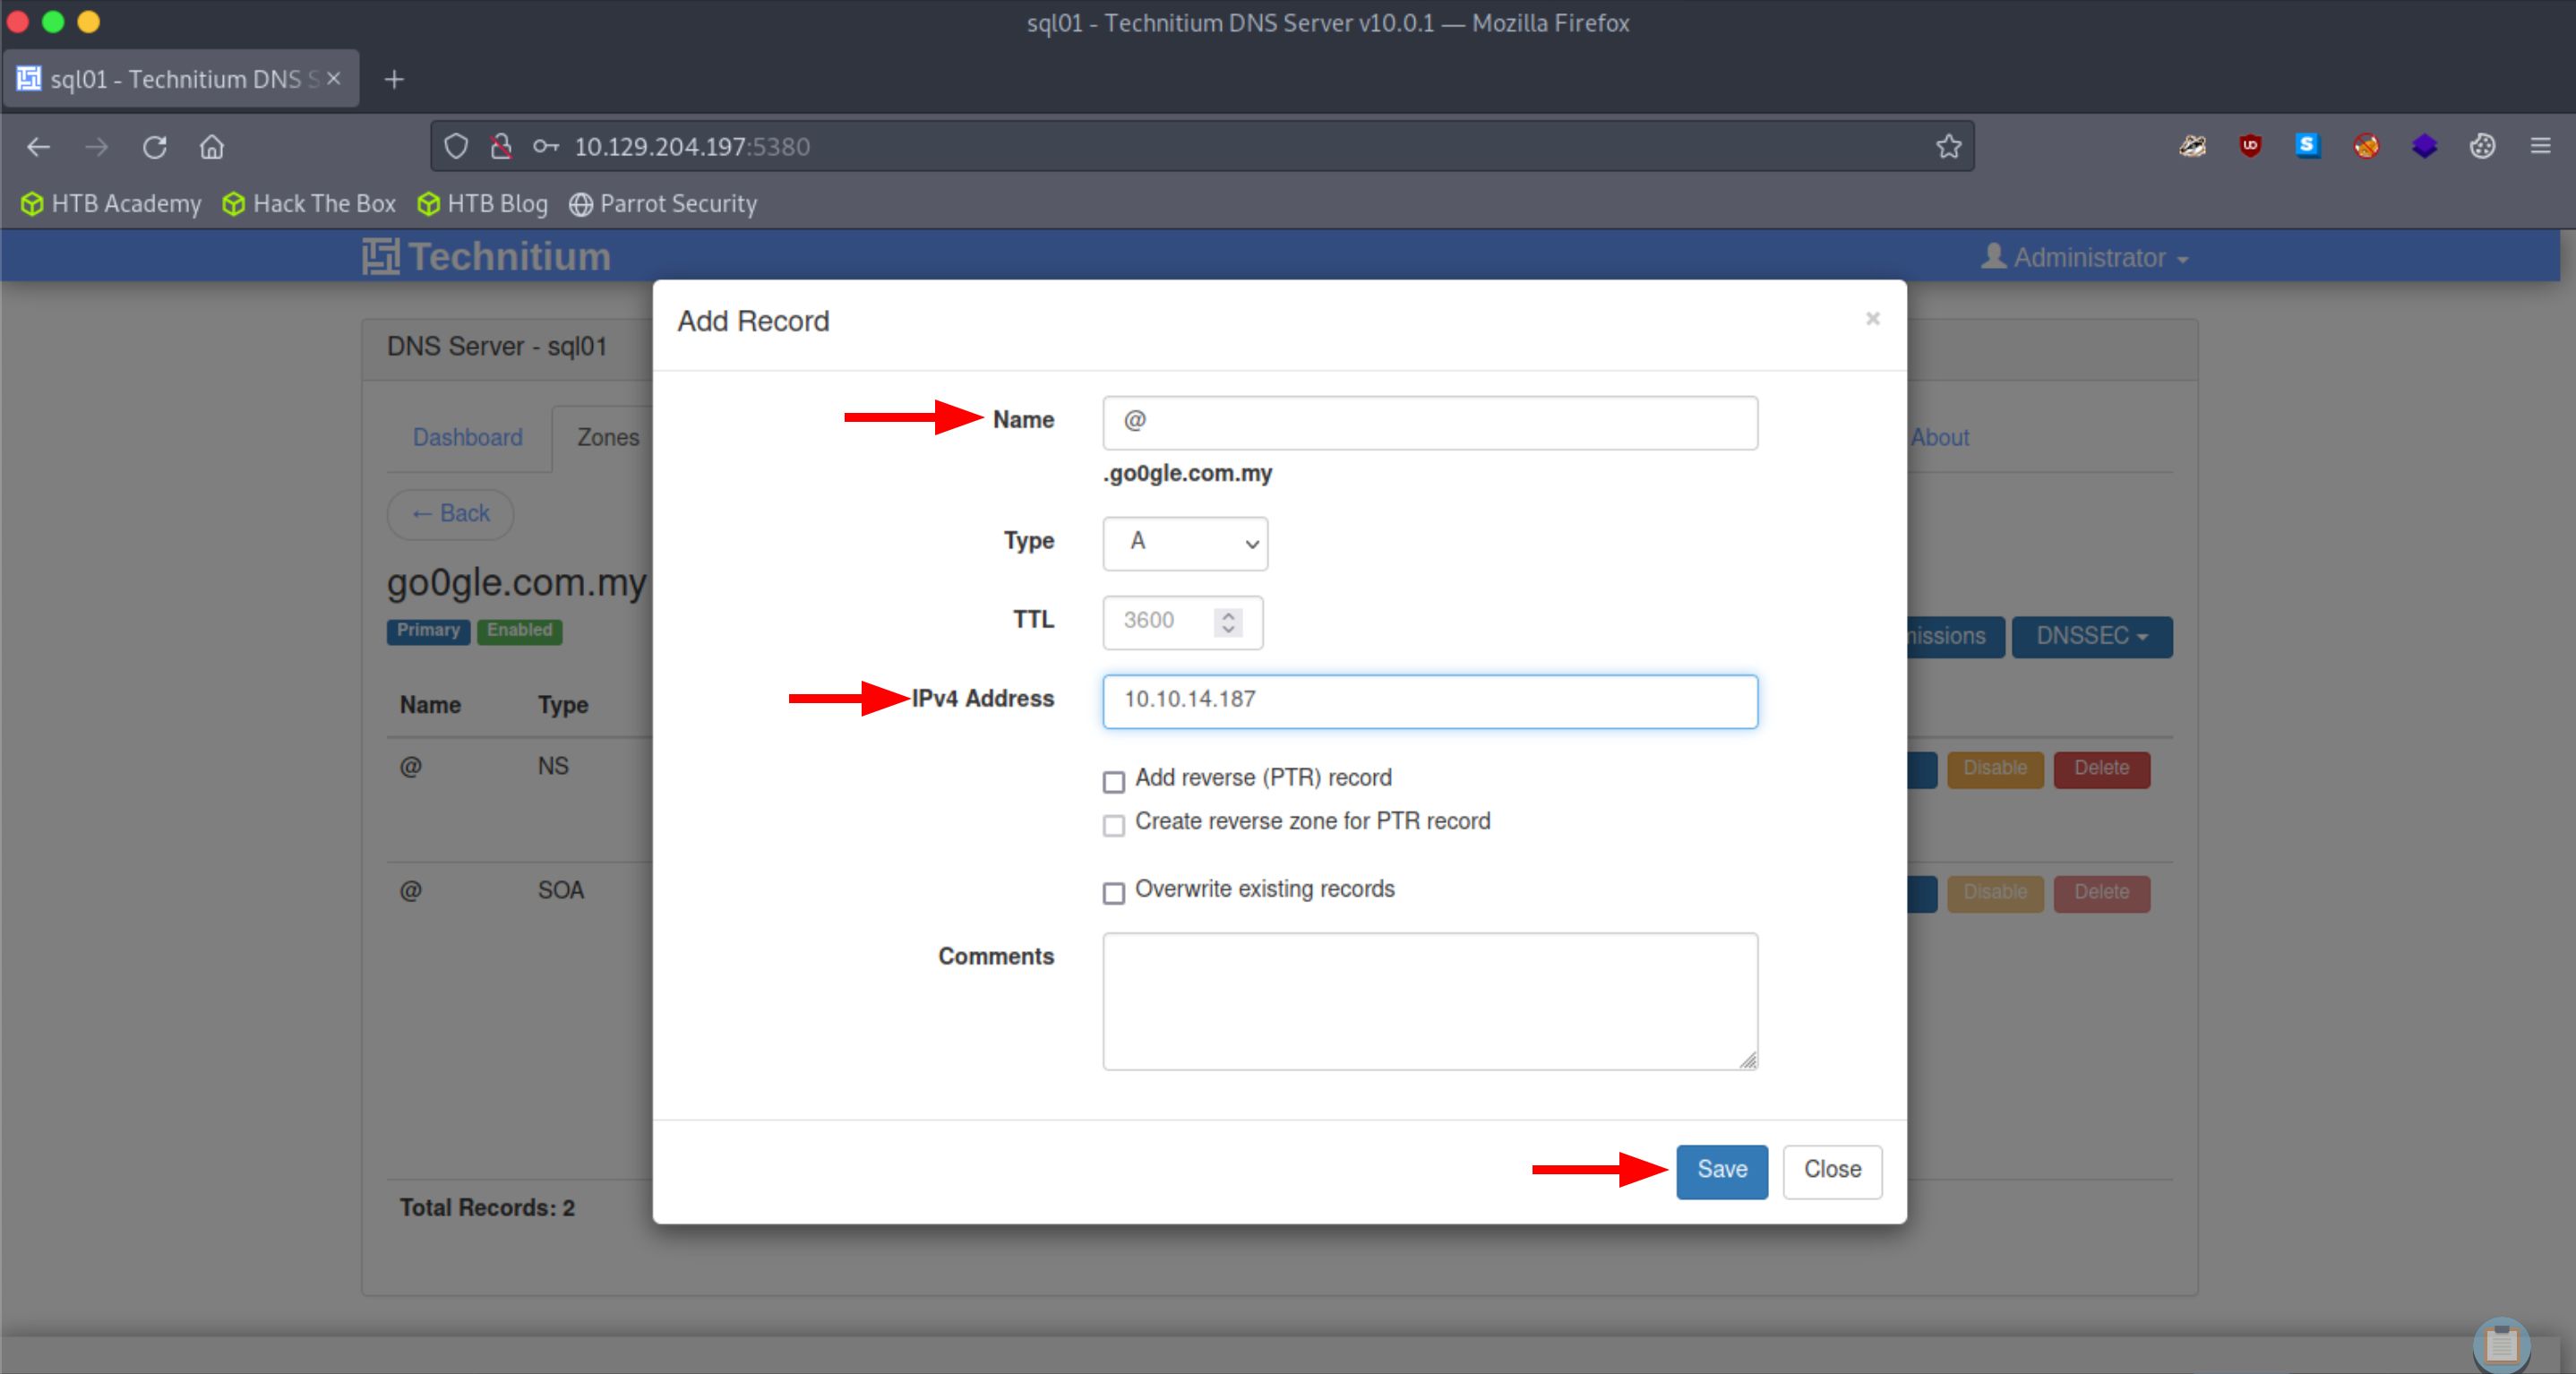 sql01 - Technitium DNS Server v10.0.1 — Mozilla Firefox
sql01 - Technitium DNS S
10.129.204.197:5380
HTB Academy Hack The Box HTB Blog Parrot Security
Technitium Administrator
Add Record
DNS Server - sql01
Name @
Dashboard Zones About
.go0gle.com.my
← Back
Type A
go0gle.com.my
TTL 3600
Primary Enabled
missions DNSSEC
IPv4 Address 10.10.14.187
Name Type
@ NS Disable Delete
Add reverse (PTR) record
Create reverse zone for PTR record
@ SOA Disable Delete
Overwrite existing records
Comments
Save Close
Total Records: 2